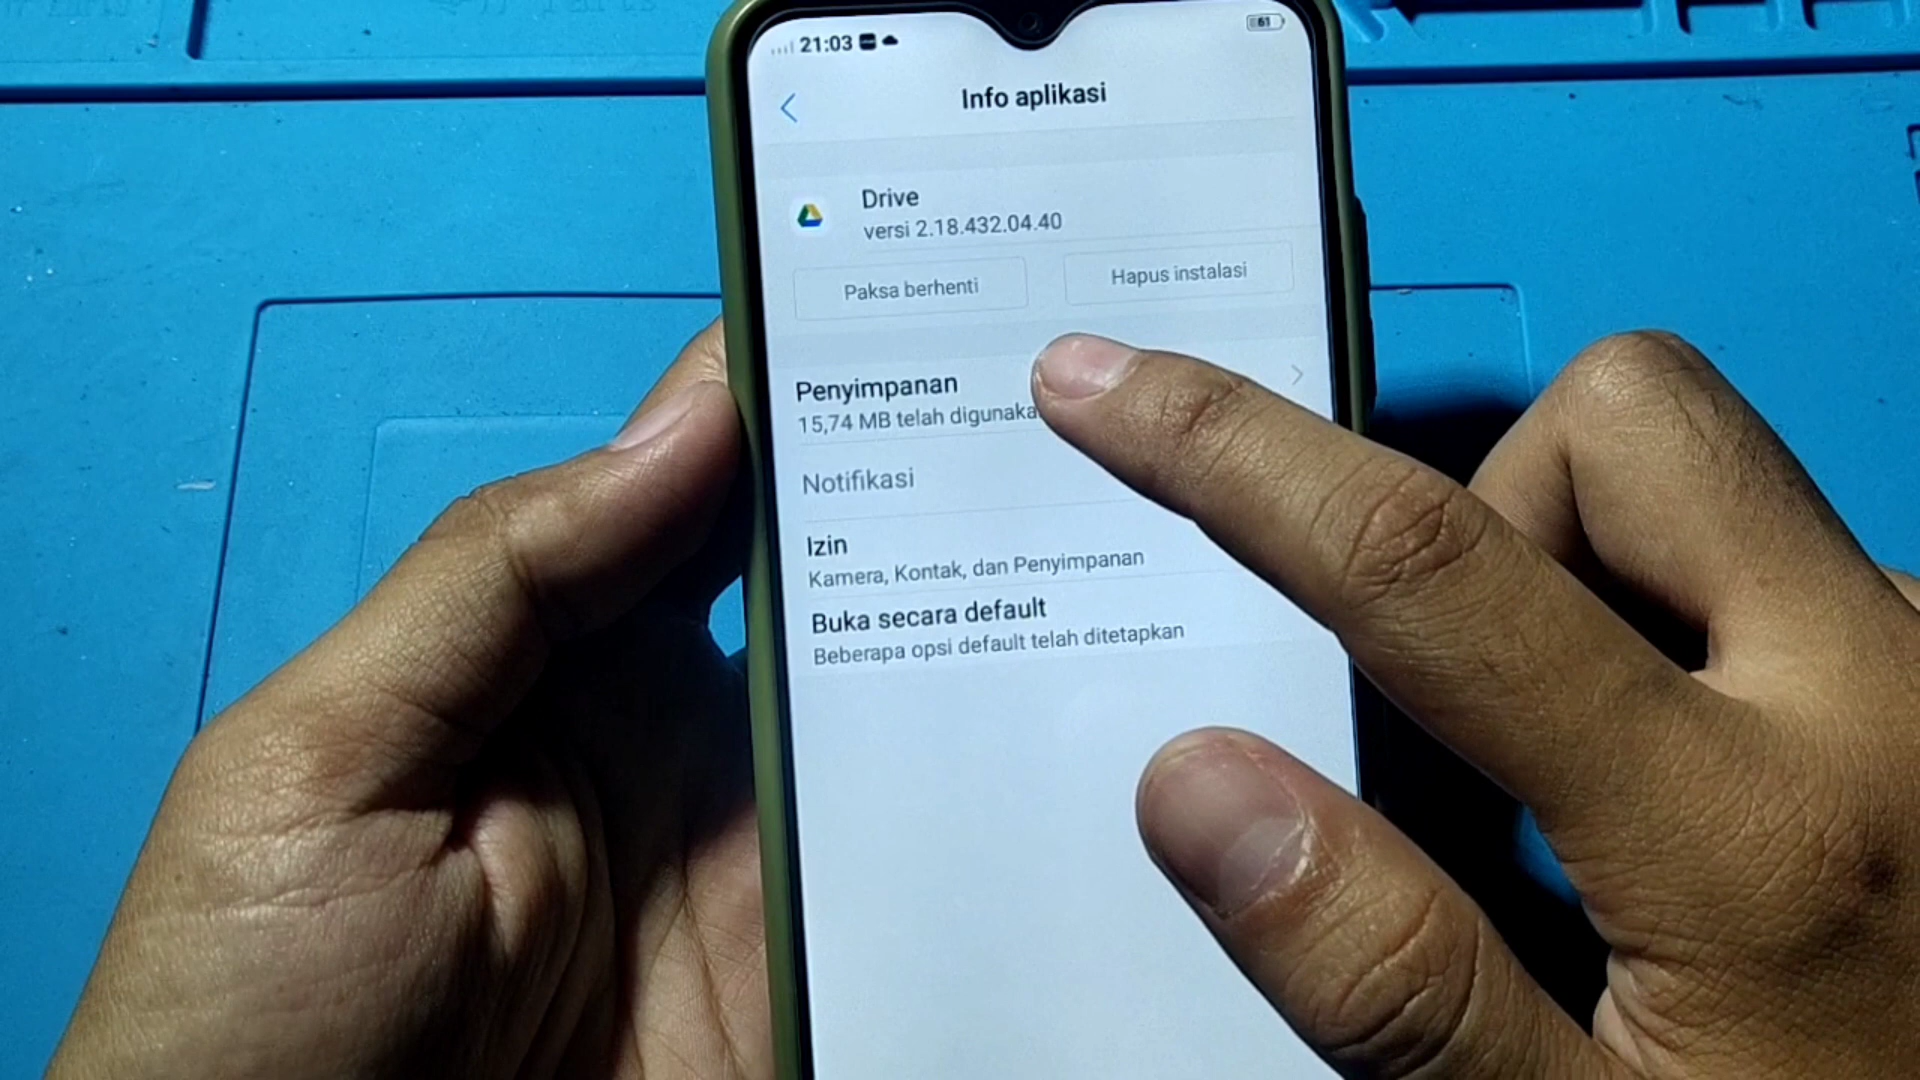 21:03
61
Info aplikasi
Drive
versi 2.18.432.04.40
Paksa berhenti
Hapus instalasi
Penyimpanan
15,74 MB telah digunaka
Notifikasi
Izin
Kamera, Kontak, dan Penyimpanan
Buka secara default
Beberapa opsi default telah ditetapkan